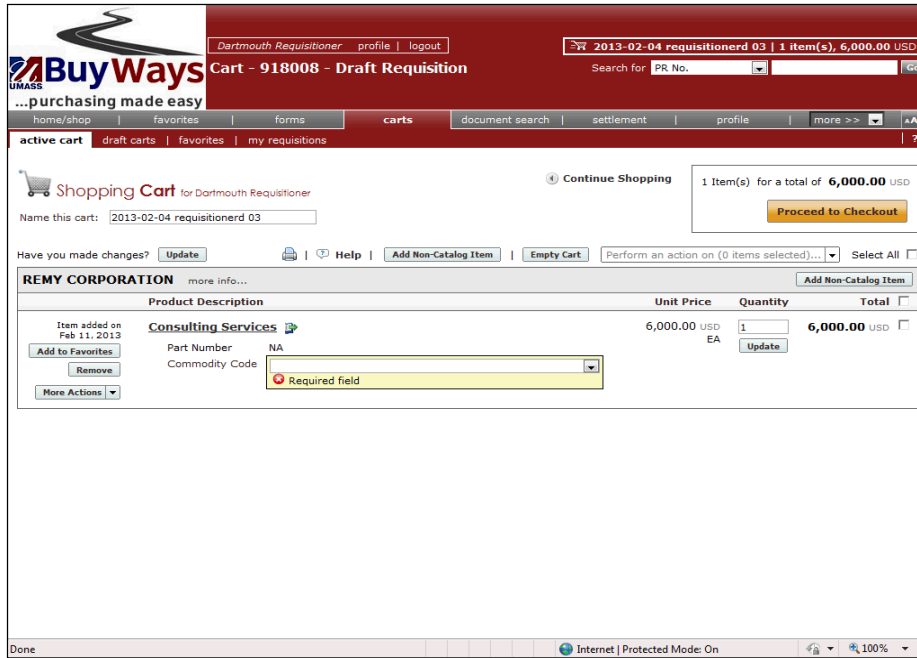 Dartmouth Requisitioner profile | logout
2013-02-04 requisitionerd 03 | 1 item(s), 6,000.00 USD
UMASS
BuyWays
...purchasing made easy
Cart - 918008 - Draft Requisition
Search for PR No.
home/shop | favorites | forms carts document search | settlement | profile | more >> AA
active cart draft carts | favorites | my requisitions | ?
Shopping Cart for Dartmouth Requisitioner
Continue Shopping
1 Item(s) for a total of 6,000.00 USD
Proceed to Checkout
Name this cart: 2013-02-04 requisitionerd 03
Have you made changes? Update | Help | Add Non-Catalog Item | Empty Cart Perform an action on (0 items selected)... Select All
REMY CORPORATION more info... Add Non-Catalog Item
Product Description Unit Price Quantity Total
Item added on
Feb 11, 2013
Consulting Services 6,000.00 USD 1 6,000.00 USD
EA
Add to Favorites Part Number NA Update
Remove Commodity Code
Required field
More Actions
Done Internet | Protected Mode: On 100%